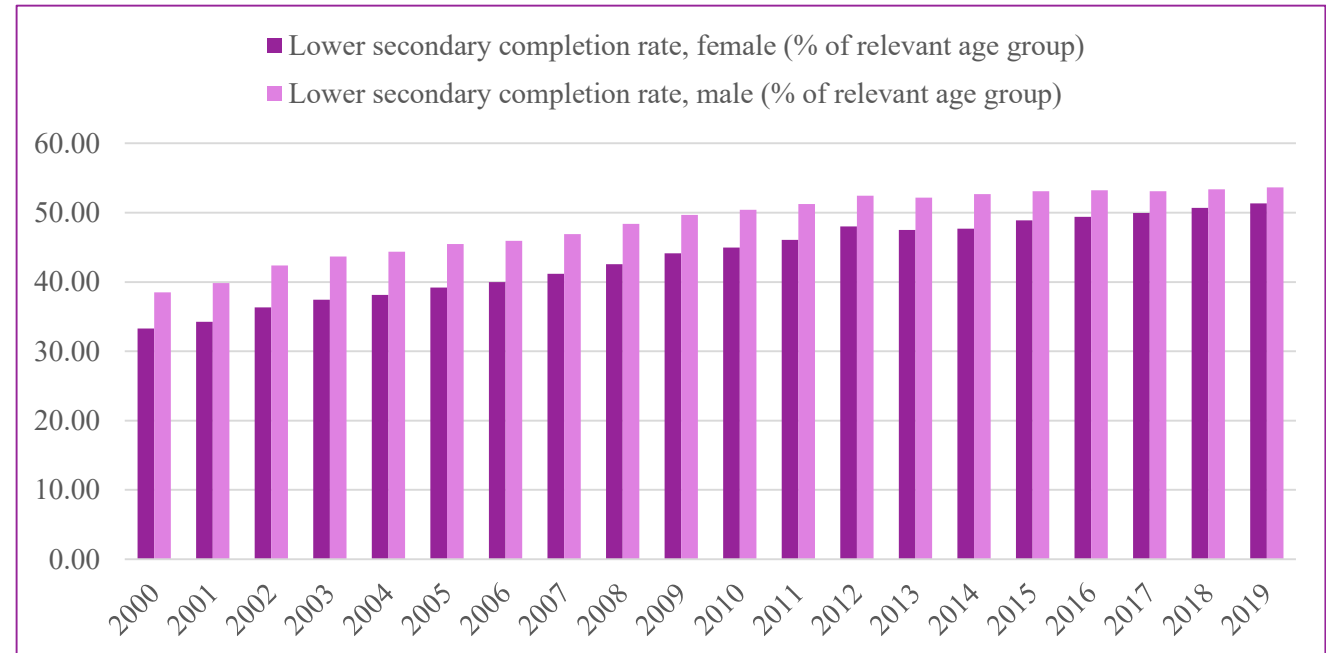 Lower secondary completion rate, female (% of relevant age group)
Lower secondary completion rate, male (% of relevant age group)
60.00
50.00
40.00
30.00
20.00
10.00
0.00
2000 2001 2002 2003 2004 2005 2006 2007 2008 2009 2010 2011 2012 2013 2014 2015 2016 2017 2018 2019